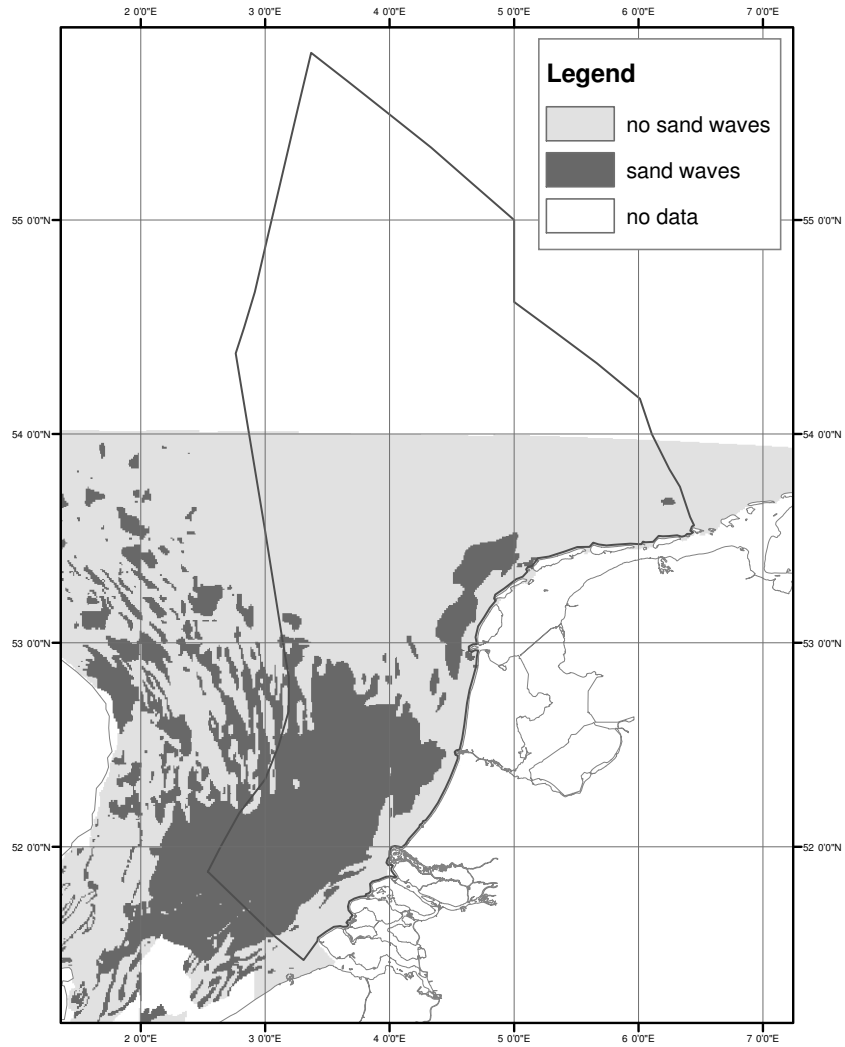 2 0'0"E 3 0'0"E 4 0'0"E 5 0'0"E 6 0'0"E 7 0'0"E
Legend
no sand waves
sand waves
no data
55 0'0"N 55 0'0"N
54 0'0"N 54 0'0"N
53 0'0"N 53 0'0"N
52 0'0"N 52 0'0"N
2 0'0"E 3 0'0"E 4 0'0"E 5 0'0"E 6 0'0"E 7 0'0"E